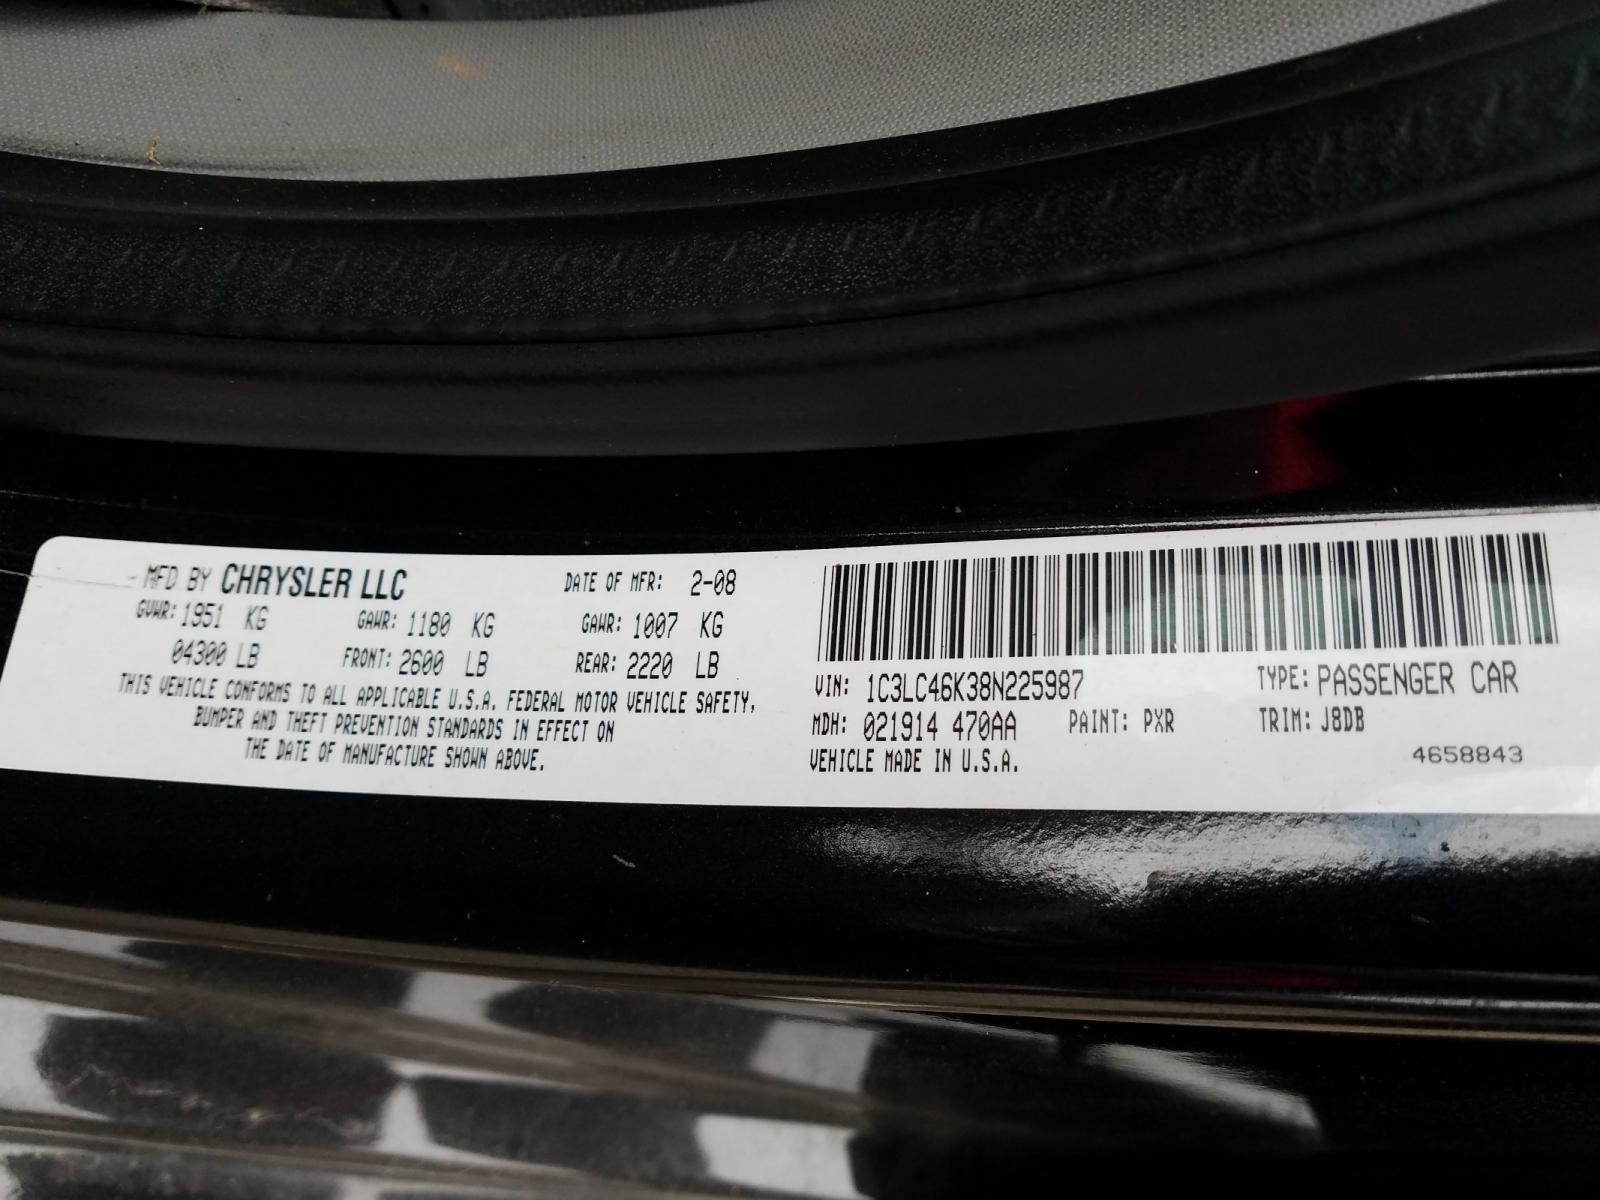 MFD BY CHRYSLER LLC DATE OF MFR: 2-08
GVWR: 1951 KG GAWR: 1180 KG GAWR: 1007 KG
04300 LB FRONT: 2600 LB REAR: 2220 LB
THIS VEHICLE CONFORMS TO ALL APPLICABLE U.S.A. FEDERAL MOTOR VEHICLE SAFETY,
BUMPER AND THEFT PREVENTION STANDARDS IN EFFECT ON
THE DATE OF MANUFACTURE SHOWN ABOVE.
VIN: 1C3LC46K38N225987 TYPE: PASSENGER CAR
MDH: 021914 470AA PAINT: PXR TRIM: J8DB
VEHICLE MADE IN U.S.A. 4658843